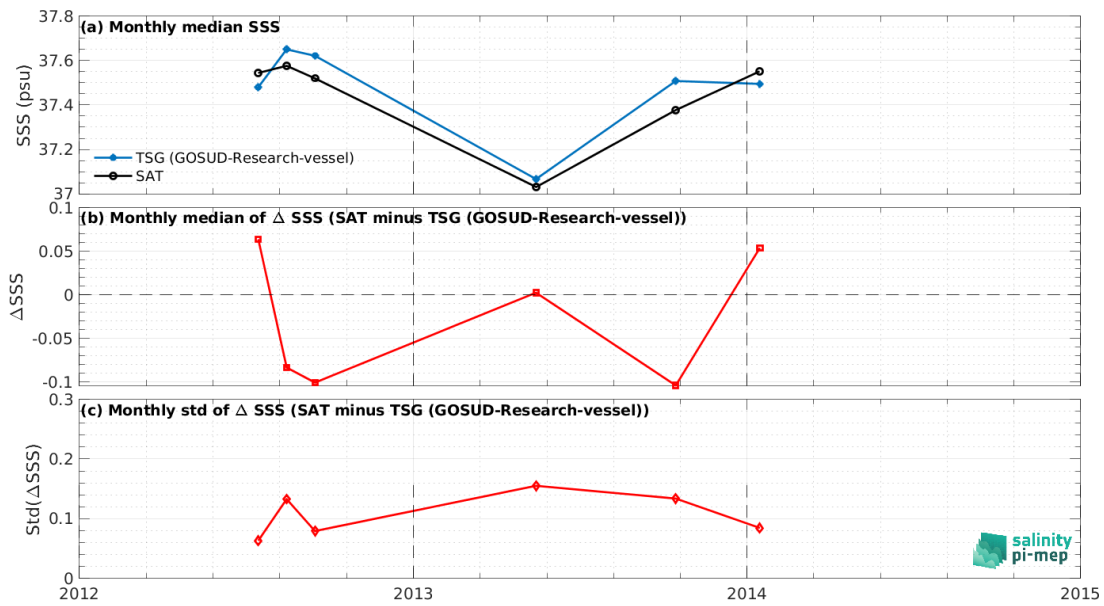 (a) Monthly median SSS
37.8
37.6
37.4
37.2
37
SSS (psu)
TSG (GOSUD-Research-vessel)
SAT
(b) Monthly median of Δ SSS (SAT minus TSG (GOSUD-Research-vessel))
0.1
0.05
0
-0.05
-0.1
ΔSSS
(c) Monthly std of Δ SSS (SAT minus TSG (GOSUD-Research-vessel))
0.3
0.2
0.1
0
Std(ΔSSS)
2012
2013
2014
2015
salinity
pi-mep